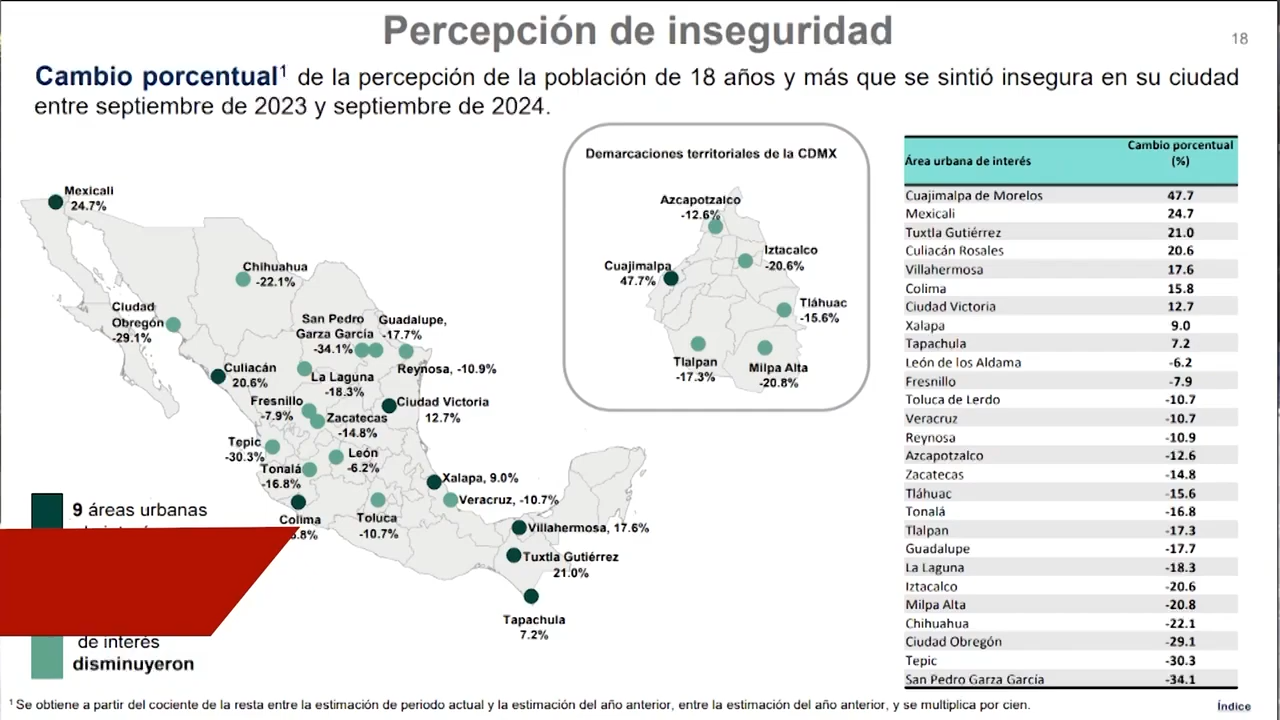 Percepción de inseguridad
18
Cambio porcentual¹ de la percepción de la población de 18 años y más que se sintió insegura en su ciudad
entre septiembre de 2023 y septiembre de 2024.
Mexicali
24.7%
Chihuahua
-22.1%
Ciudad
Obregón
-29.1%
San Pedro
Garza García
-34.1%
Guadalupe,
-17.7%
Reynosa, -10.9%
Culiacán
20.6%
La Laguna
-18.3%
Fresnillo
-7.9%
Ciudad Victoria
12.7%
Zacatecas
-14.8%
Tepic
-30.3%
León
-6.2%
Tonalá
-16.8%
Xalapa, 9.0%
Veracruz, -10.7%
Colima
Toluca
-10.7%
Villahermosa, 17.6%
Tuxtla Gutiérrez
21.0%
Tapachula
7.2%
9 áreas urbanas
de interés
disminuyeron
Demarcaciones territoriales de la CDMX
Azcapotzalco
-12.6%
Iztacalco
-20.6%
Cuajimalpa
47.7%
Tláhuac
-15.6%
Tlalpan
-17.3%
Milpa Alta
-20.8%
Área urbana de interés Cambio porcentual (%)
Cuajimalpa de Morelos 47.7
Mexicali 24.7
Tuxtla Gutiérrez 21.0
Culiacán Rosales 20.6
Villahermosa 17.6
Colima 15.8
Ciudad Victoria 12.7
Xalapa 9.0
Tapachula 7.2
León de los Aldama -6.2
Fresnillo -7.9
Toluca de Lerdo -10.7
Veracruz -10.7
Reynosa -10.9
Azcapotzalco -12.6
Zacatecas -14.8
Tláhuac -15.6
Tonalá -16.8
Tlalpan -17.3
Guadalupe -17.7
La Laguna -18.3
Iztacalco -20.6
Milpa Alta -20.8
Chihuahua -22.1
Ciudad Obregón -29.1
Tepic -30.3
San Pedro Garza García -34.1
¹ Se obtiene a partir del cociente de la resta entre la estimación de periodo actual y la estimación del año anterior, entre la estimación del año anterior, y se multiplica por cien.
Índice